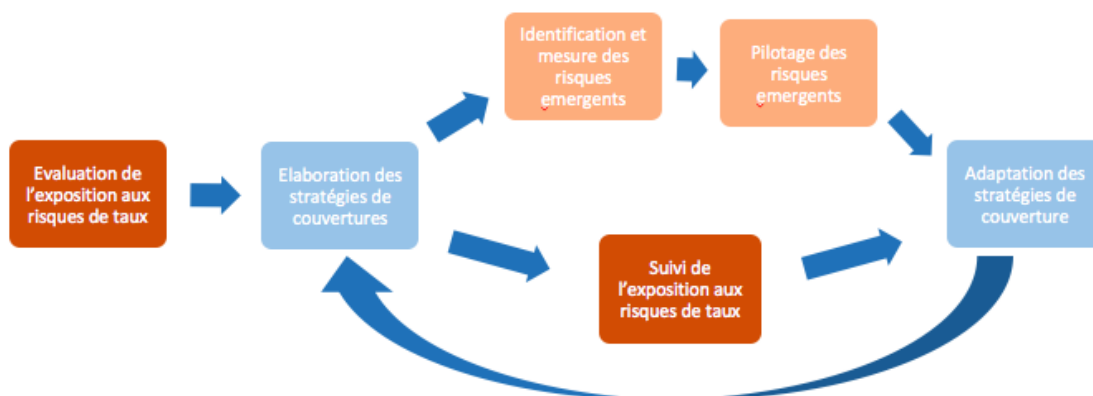 Evaluation de
l'exposition aux
risques de taux
Elaboration des
stratégies de
couvertures
Identification et
mesure des
risques
emergents
Pilotage des
risques
emergents
Suivi de
l'exposition aux
risques de taux
Adaptation des
stratégies de
couverture